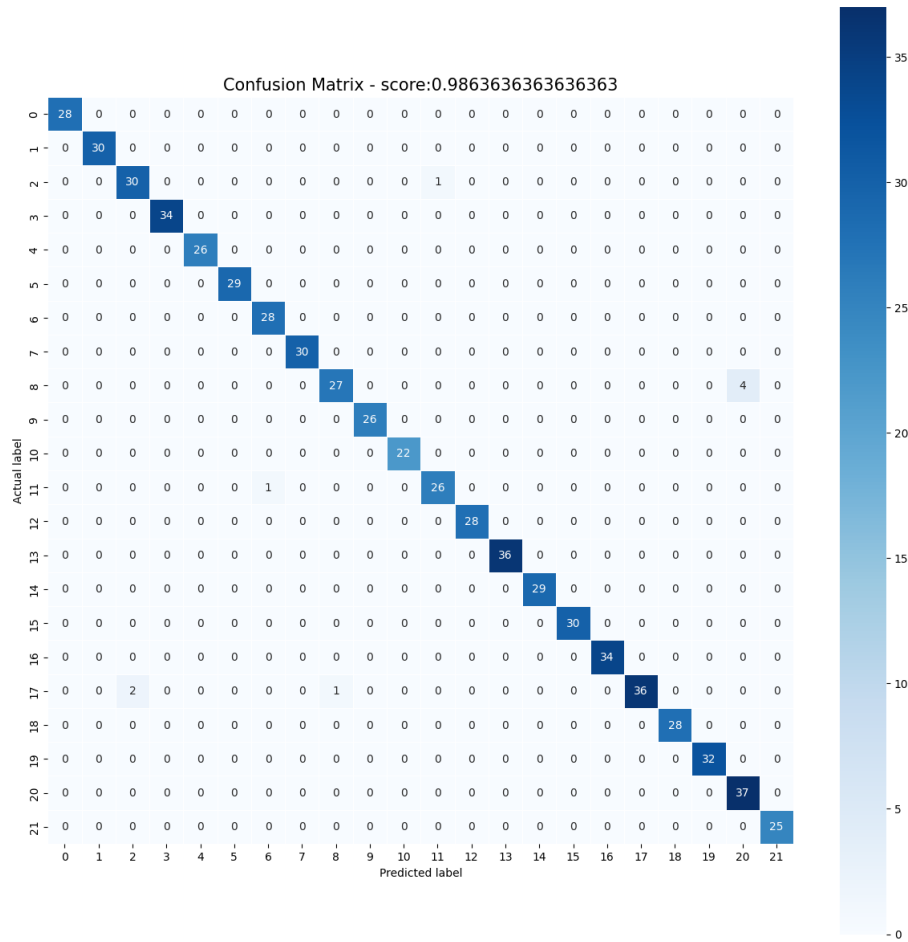 Confusion Matrix - score:0.9863636363636363
0 28 0 0 0 0 0 0 0 0 0 0 0 0 0 0 0 0 0 0 0 0 0
1 0 30 0 0 0 0 0 0 0 0 0 0 0 0 0 0 0 0 0 0 0 0
2 0 0 30 0 0 0 0 0 0 0 0 1 0 0 0 0 0 0 0 0 0 0
3 0 0 0 34 0 0 0 0 0 0 0 0 0 0 0 0 0 0 0 0 0 0
4 0 0 0 0 26 0 0 0 0 0 0 0 0 0 0 0 0 0 0 0 0 0
5 0 0 0 0 0 29 0 0 0 0 0 0 0 0 0 0 0 0 0 0 0 0
6 0 0 0 0 0 0 28 0 0 0 0 0 0 0 0 0 0 0 0 0 0 0
7 0 0 0 0 0 0 0 30 0 0 0 0 0 0 0 0 0 0 0 0 0 0
8 0 0 0 0 0 0 0 0 27 0 0 0 0 0 0 0 0 0 0 0 4 0
9 0 0 0 0 0 0 0 0 0 26 0 0 0 0 0 0 0 0 0 0 0 0
10 0 0 0 0 0 0 0 0 0 0 22 0 0 0 0 0 0 0 0 0 0 0
11 0 0 0 0 0 0 1 0 0 0 0 26 0 0 0 0 0 0 0 0 0 0
12 0 0 0 0 0 0 0 0 0 0 0 0 28 0 0 0 0 0 0 0 0 0
13 0 0 0 0 0 0 0 0 0 0 0 0 0 36 0 0 0 0 0 0 0 0
14 0 0 0 0 0 0 0 0 0 0 0 0 0 0 29 0 0 0 0 0 0 0
15 0 0 0 0 0 0 0 0 0 0 0 0 0 0 0 30 0 0 0 0 0 0
16 0 0 0 0 0 0 0 0 0 0 0 0 0 0 0 0 34 0 0 0 0 0
17 0 0 2 0 0 0 0 0 1 0 0 0 0 0 0 0 0 36 0 0 0 0
18 0 0 0 0 0 0 0 0 0 0 0 0 0 0 0 0 0 0 28 0 0 0
19 0 0 0 0 0 0 0 0 0 0 0 0 0 0 0 0 0 0 0 32 0 0
20 0 0 0 0 0 0 0 0 0 0 0 0 0 0 0 0 0 0 0 0 37 0
21 0 0 0 0 0 0 0 0 0 0 0 0 0 0 0 0 0 0 0 0 0 25
0 1 2 3 4 5 6 7 8 9 10 11 12 13 14 15 16 17 18 19 20 21
Predicted label
Actual label
35
30
25
20
15
10
5
0